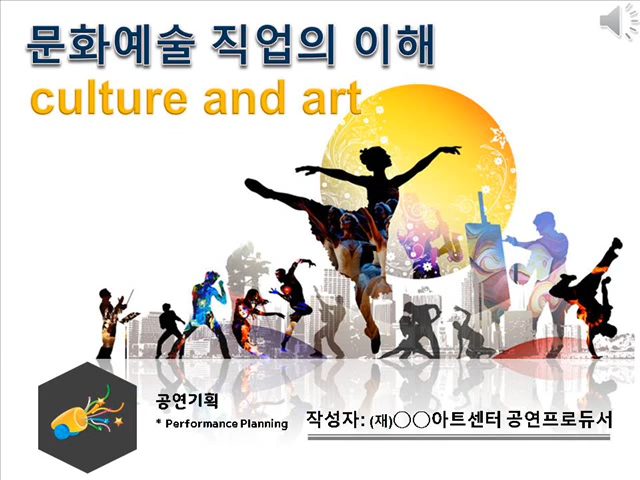 문화예술 직업의 이해
culture and art
공연기획
* Performance Planning
작성자: (재)○○아트센터 공연프로듀서